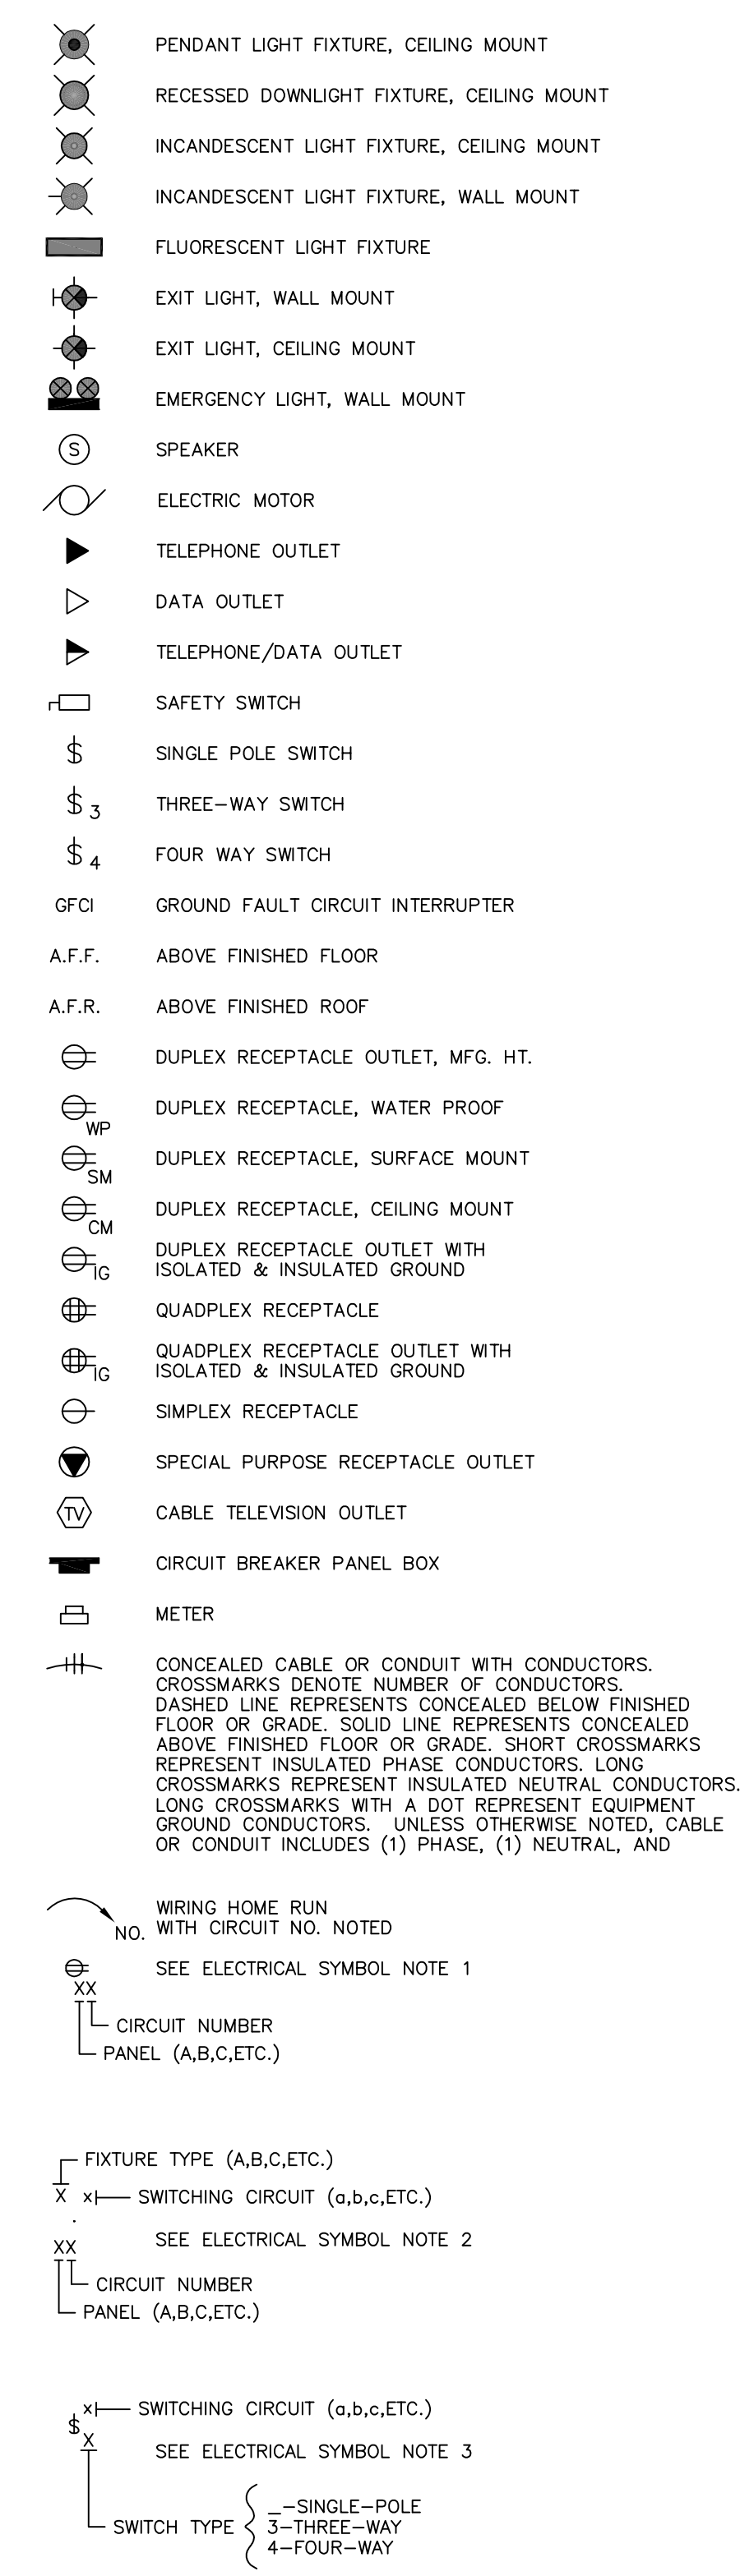 PENDANT LIGHT FIXTURE, CEILING MOUNT
RECESSED DOWNLIGHT FIXTURE, CEILING MOUNT
INCANDESCENT LIGHT FIXTURE, CEILING MOUNT
INCANDESCENT LIGHT FIXTURE, WALL MOUNT
FLUORESCENT LIGHT FIXTURE
EXIT LIGHT, WALL MOUNT
EXIT LIGHT, CEILING MOUNT
EMERGENCY LIGHT, WALL MOUNT
S SPEAKER
ELECTRIC MOTOR
TELEPHONE OUTLET
DATA OUTLET
TELEPHONE/DATA OUTLET
SAFETY SWITCH
$ SINGLE POLE SWITCH
$ 3 THREE-WAY SWITCH
$ 4 FOUR WAY SWITCH
GFCI GROUND FAULT CIRCUIT INTERRUPTER
A.F.F. ABOVE FINISHED FLOOR
A.F.R. ABOVE FINISHED ROOF
DUPLEX RECEPTACLE OUTLET, MFG. HT.
WP DUPLEX RECEPTACLE, WATER PROOF
SM DUPLEX RECEPTACLE, SURFACE MOUNT
CM DUPLEX RECEPTACLE, CEILING MOUNT
DUPLEX RECEPTACLE OUTLET WITH
IG ISOLATED & INSULATED GROUND
QUADPLEX RECEPTACLE
QUADPLEX RECEPTACLE OUTLET WITH
IG ISOLATED & INSULATED GROUND
SIMPLEX RECEPTACLE
SPECIAL PURPOSE RECEPTACLE OUTLET
TV CABLE TELEVISION OUTLET
CIRCUIT BREAKER PANEL BOX
METER
CONCEALED CABLE OR CONDUIT WITH CONDUCTORS.
CROSSMARKS DENOTE NUMBER OF CONDUCTORS.
DASHED LINE REPRESENTS CONCEALED BELOW FINISHED
FLOOR OR GRADE. SOLID LINE REPRESENTS CONCEALED
ABOVE FINISHED FLOOR OR GRADE. SHORT CROSSMARKS
REPRESENT INSULATED PHASE CONDUCTORS. LONG
CROSSMARKS REPRESENT INSULATED NEUTRAL CONDUCTORS.
LONG CROSSMARKS WITH A DOT REPRESENT EQUIPMENT
GROUND CONDUCTORS. UNLESS OTHERWISE NOTED, CABLE
OR CONDUIT INCLUDES (1) PHASE, (1) NEUTRAL, AND
WIRING HOME RUN
NO. WITH CIRCUIT NO. NOTED
SEE ELECTRICAL SYMBOL NOTE 1
XX
CIRCUIT NUMBER
PANEL (A,B,C,ETC.)
FIXTURE TYPE (A,B,C,ETC.)
X x SWITCHING CIRCUIT (a,b,c,ETC.)
SEE ELECTRICAL SYMBOL NOTE 2
XX
CIRCUIT NUMBER
PANEL (A,B,C,ETC.)
x SWITCHING CIRCUIT (a,b,c,ETC.)
$
X
SEE ELECTRICAL SYMBOL NOTE 3
_-SINGLE-POLE
SWITCH TYPE 3-THREE-WAY
4-FOUR-WAY